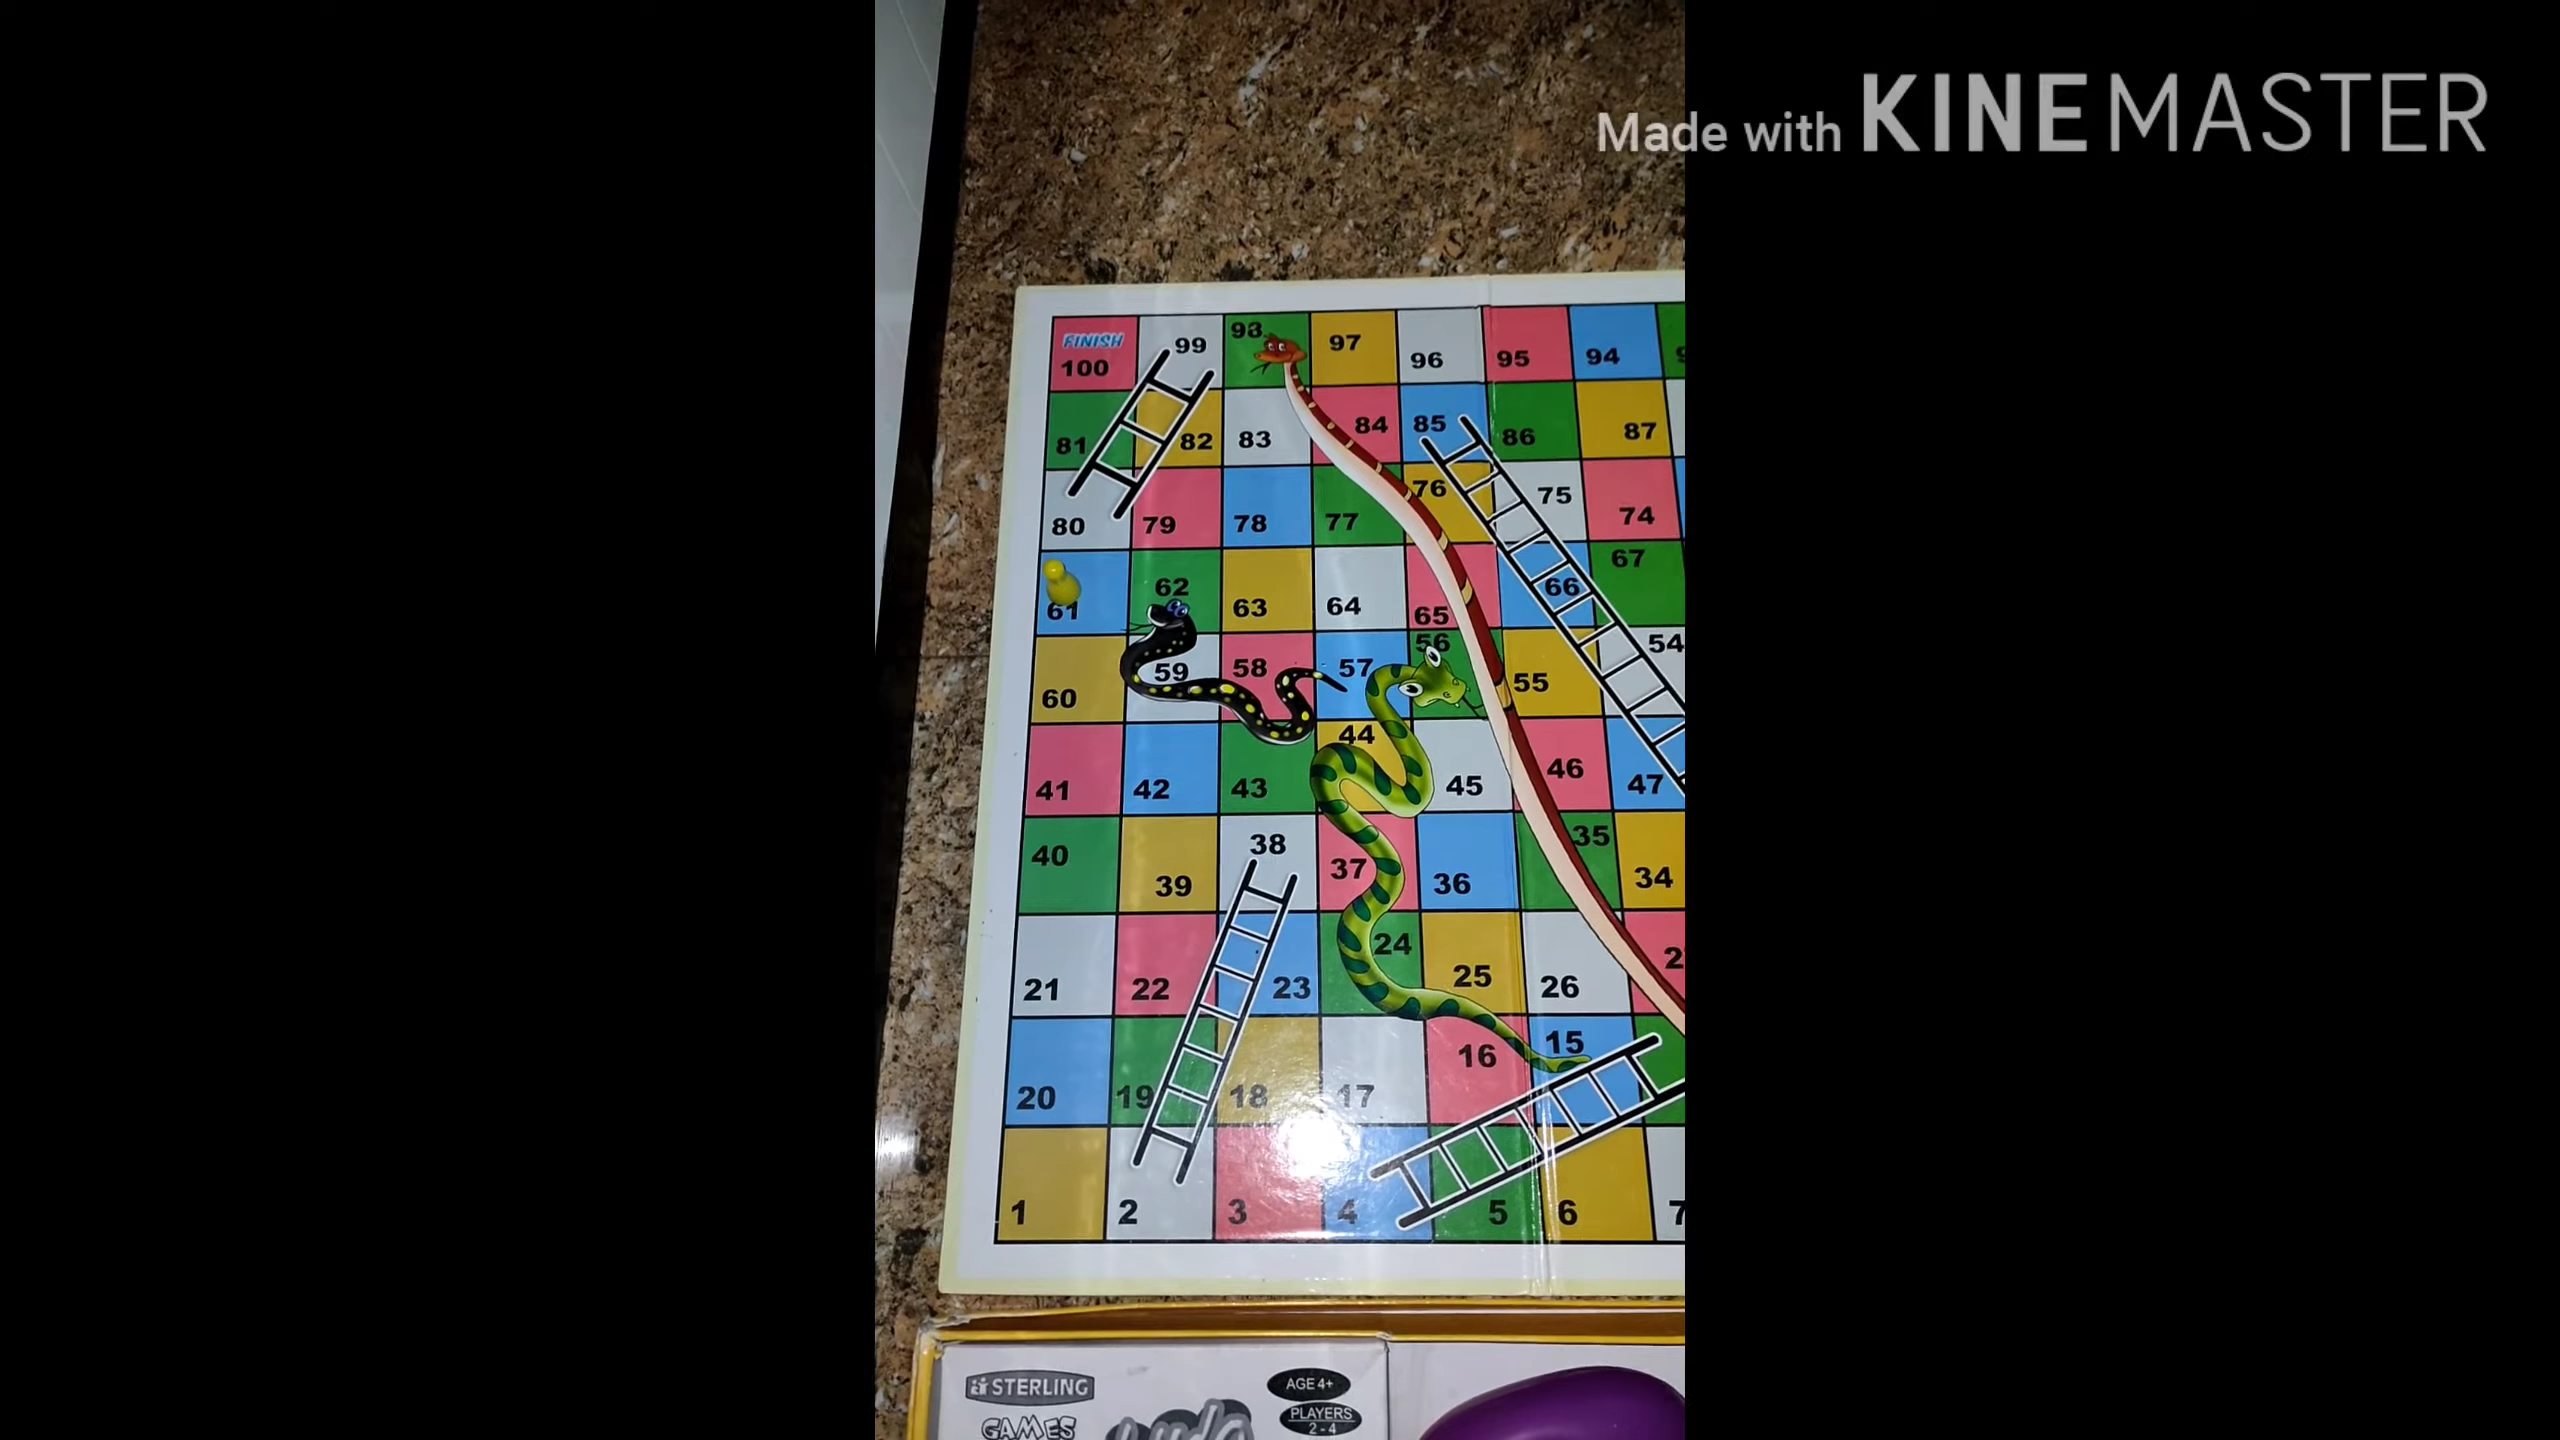 Made with KINEMASTER
FINISH
100 99 98 97 96 95 94
81 82 83 84 85 86 87
80 79 78 77 76 75 74
61 62 63 64 65 66 67
60 59 58 57 56 55 54
41 42 43 44 45 46 47
40 39 38 37 36 35 34
21 22 23 24 25 26
20 19 18 17 16 15
1 2 3 4 5 6 7
STERLING
GAMES
AGE 4+
PLAYERS
2 - 4